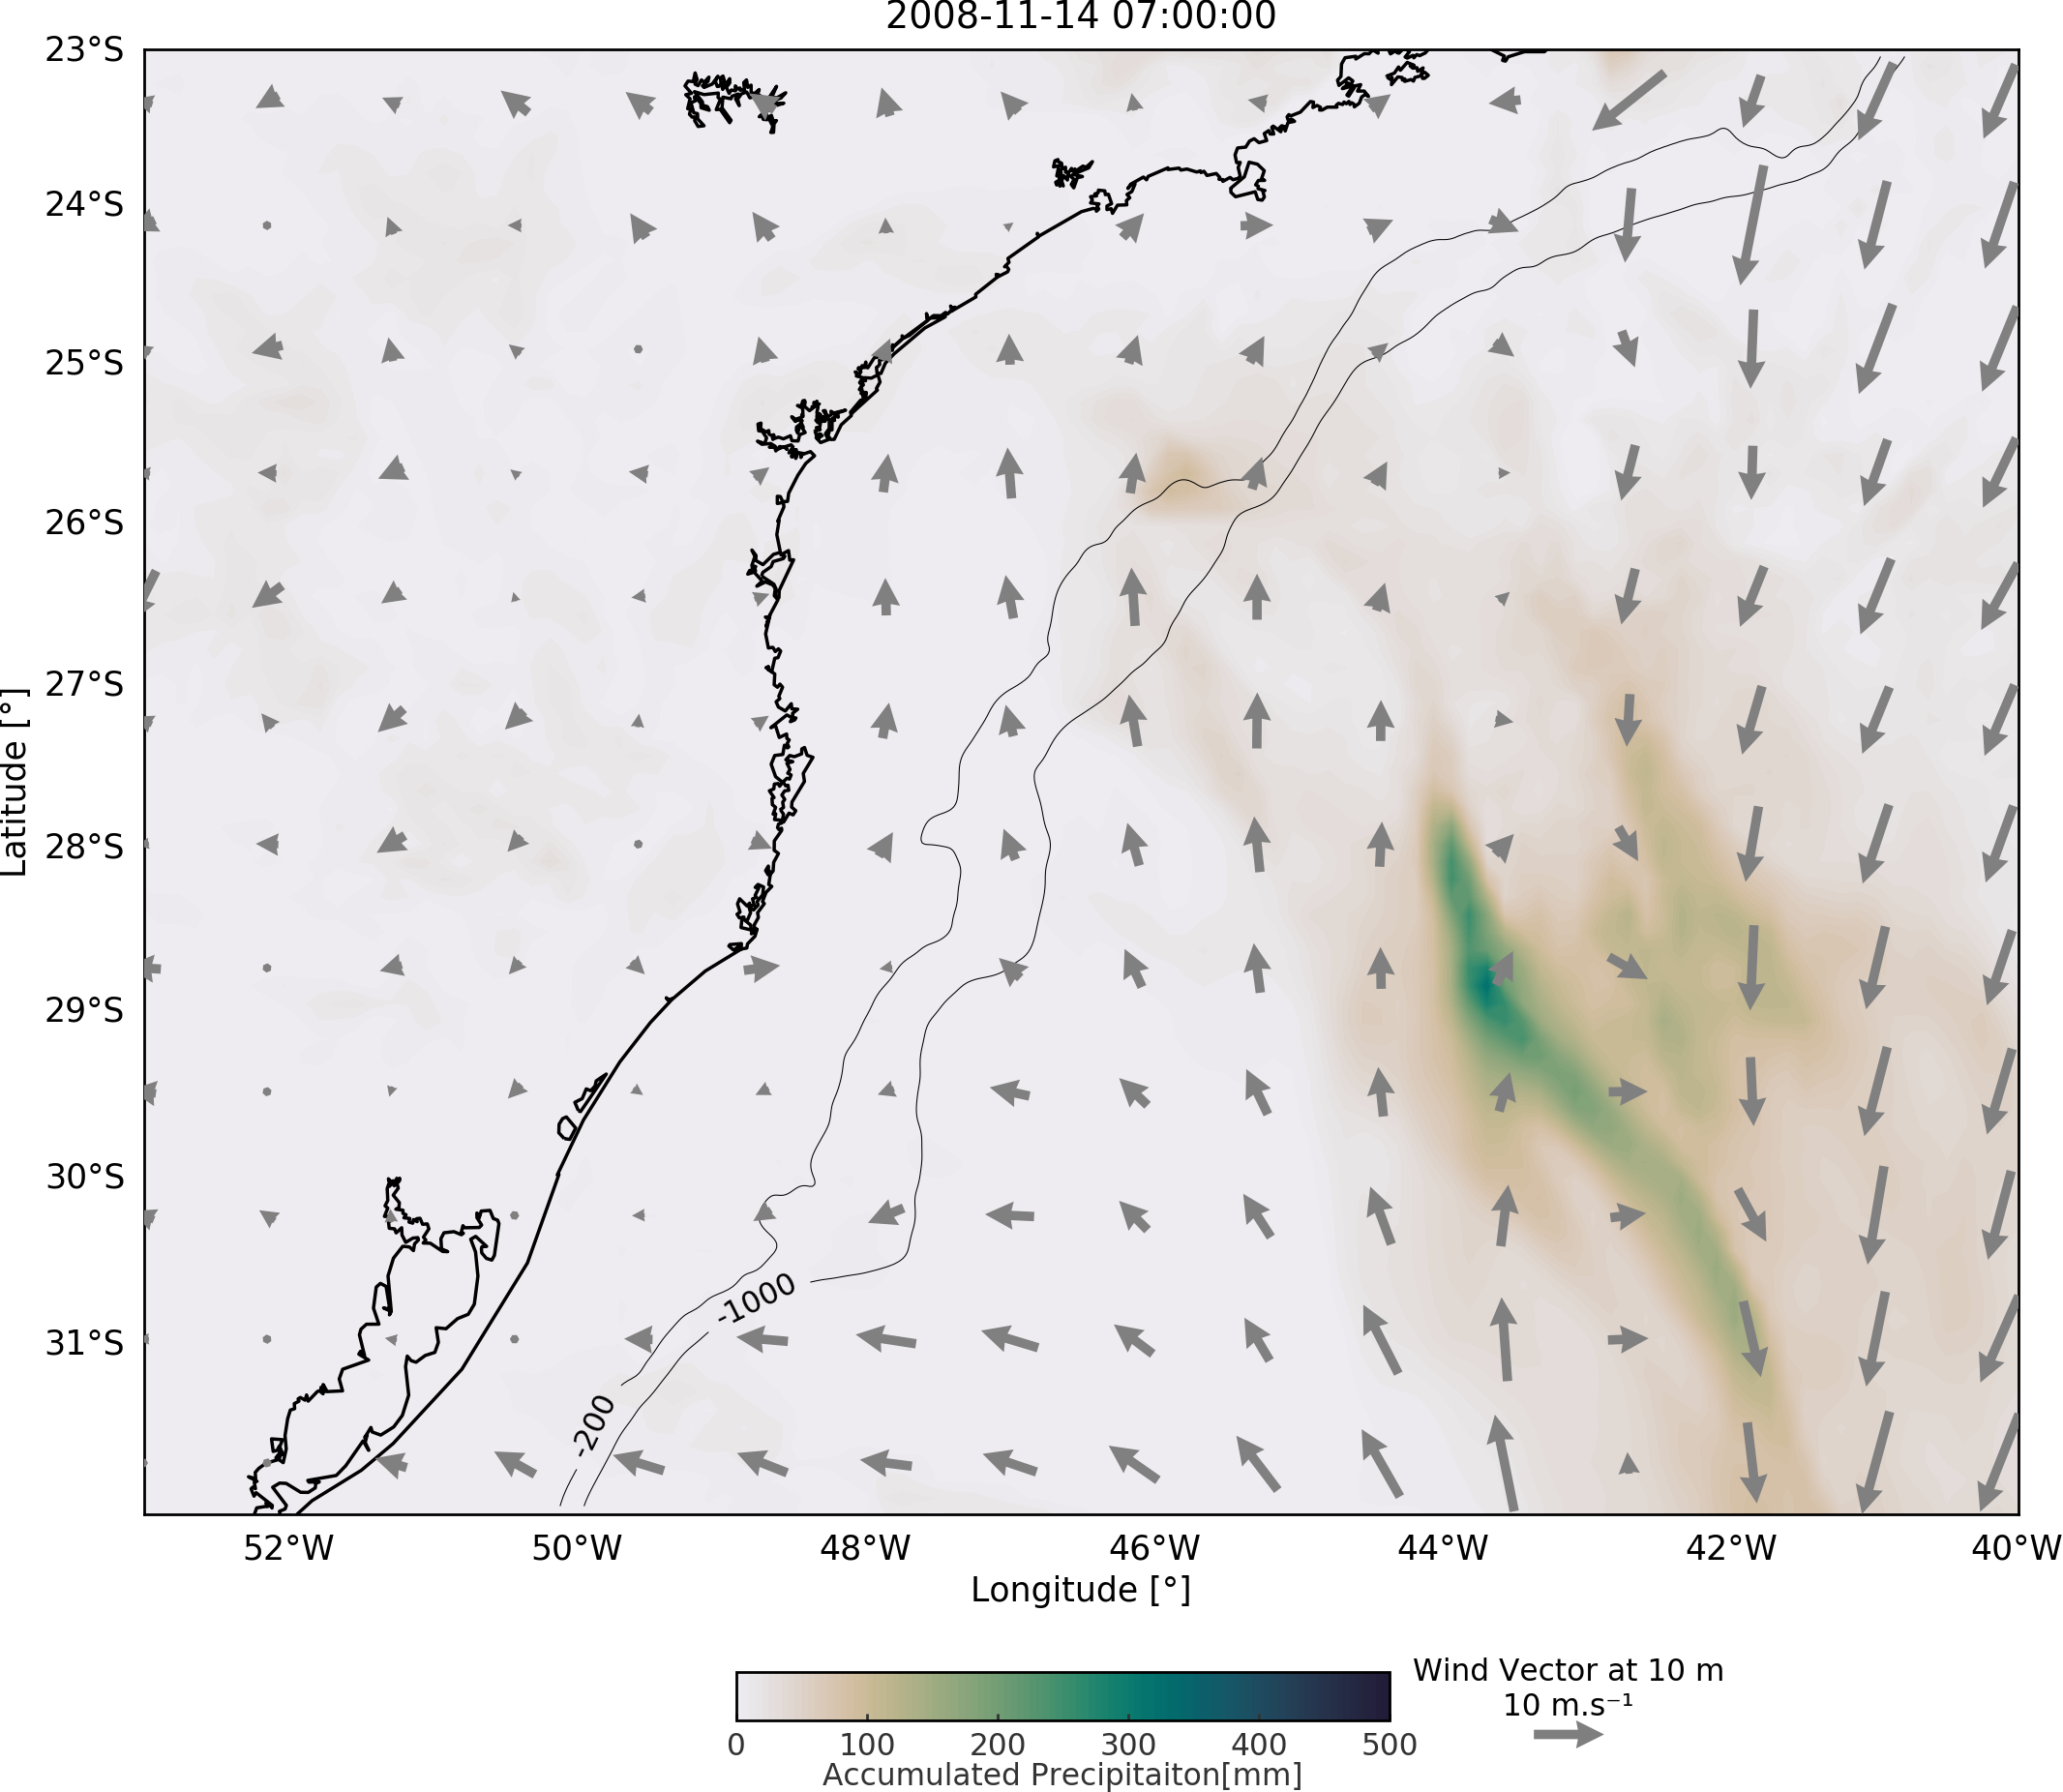 2008-11-14 07:00:00
23°S
24°S
25°S
26°S
27°S
28°S
29°S
30°S
31°S
Latitude [°]
-1000
-200
52°W 50°W 48°W 46°W 44°W 42°W 40°W
Longitude [°]
Wind Vector at 10 m
10 m.s⁻¹
0 100 200 300 400 500
Accumulated Precipitaiton[mm]